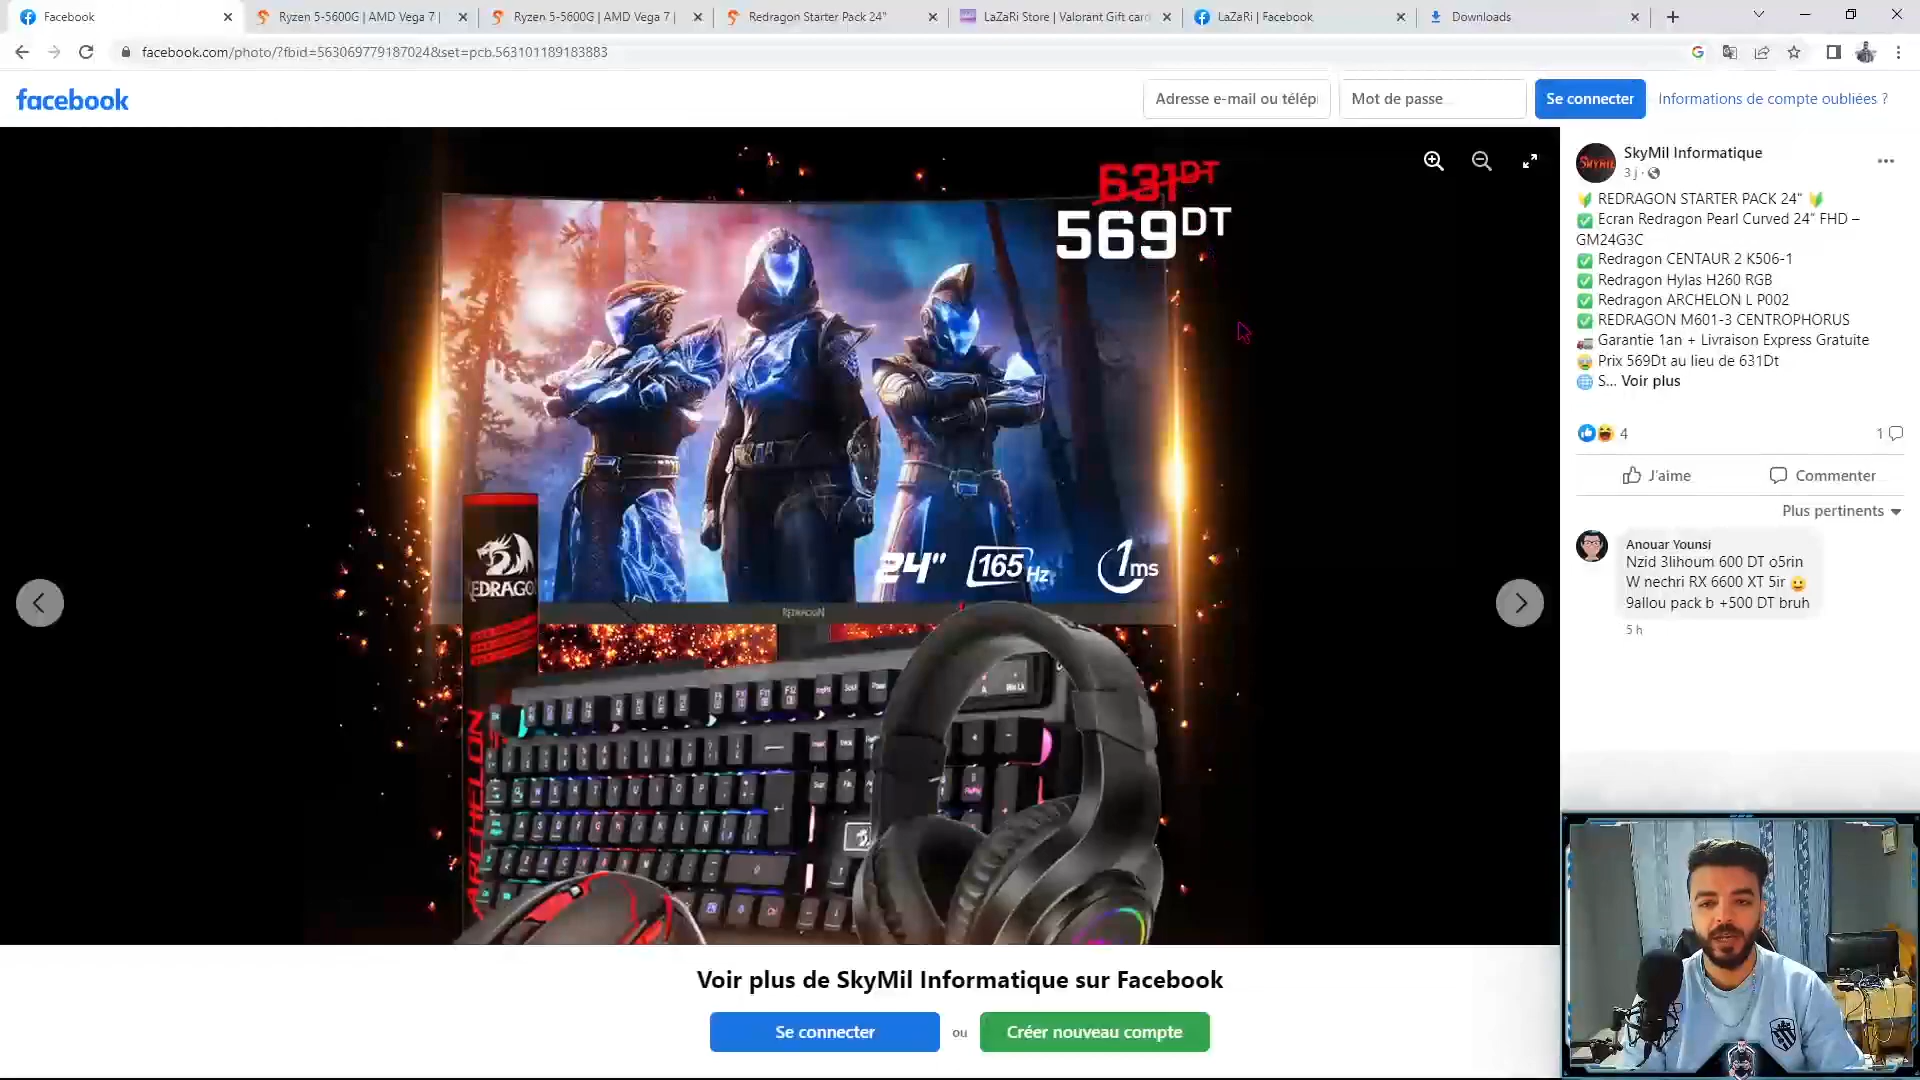 Facebook
Ryzen 5-5600G | AMD Vega 7 |
Ryzen 5-5600G | AMD Vega 7 |
Redragon Starter Pack 24"
LaZaRi Store | Valorant Gift card
LaZaRi | Facebook
Downloads
facebook.com/photo/?fbid=563069779187024&set=pcb.563101189183883
facebook
Adresse e-mail ou télépl
Mot de passe
Se connecter
Informations de compte oubliées ?
631DT
569DT
24"
165Hz
1ms
REDRAGON
EDRAGO
ARCHELON
SkyMil Informatique
3 j
REDRAGON STARTER PACK 24"
Ecran Redragon Pearl Curved 24" FHD –
GM24G3C
Redragon CENTAUR 2 K506-1
Redragon Hylas H260 RGB
Redragon ARCHELON L P002
REDRAGON M601-3 CENTROPHORUS
Garantie 1an + Livraison Express Gratuite
Prix 569Dt au lieu de 631Dt
S... Voir plus
4
1
J'aime
Commenter
Plus pertinents
Anouar Younsi
Nzid 3lihoum 600 DT o5rin
W nechri RX 6600 XT 5ir
9allou pack b +500 DT bruh
5 h
Voir plus de SkyMil Informatique sur Facebook
Se connecter
ou
Créer nouveau compte